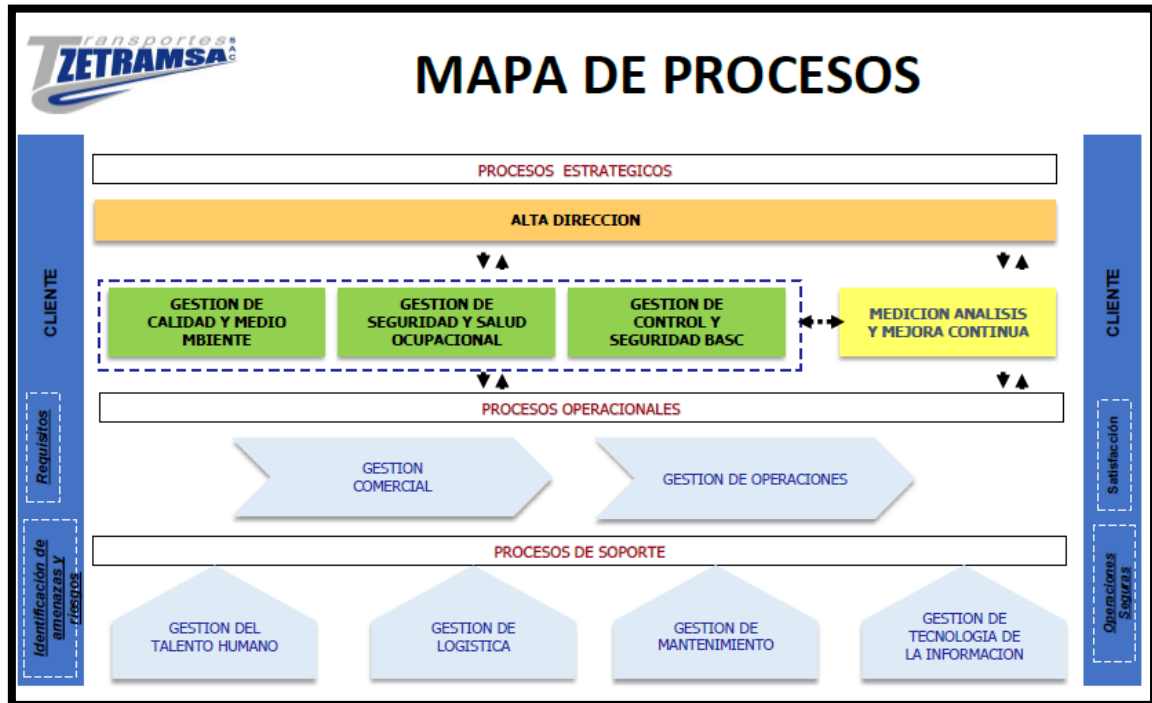 Transportes
ZETRAMSA SAC
MAPA DE PROCESOS
PROCESOS ESTRATEGICOS
ALTA DIRECCION
CLIENTE
GESTION DE
CALIDAD Y MEDIO
MBIENTE
GESTION DE
SEGURIDAD Y SALUD
OCUPACIONAL
GESTION DE
CONTROL Y
SEGURIDAD BASC
MEDICION ANALISIS
Y MEJORA CONTINUA
CLIENTE
PROCESOS OPERACIONALES
Requisitos
GESTION
COMERCIAL
GESTION DE OPERACIONES
Satisfacción
PROCESOS DE SOPORTE
Identificación de
amenazas y
riesgos
GESTION DEL
TALENTO HUMANO
GESTION DE
LOGISTICA
GESTION DE
MANTENIMIENTO
GESTION DE
TECNOLOGIA DE
LA INFORMACION
Operaciones
Seguras